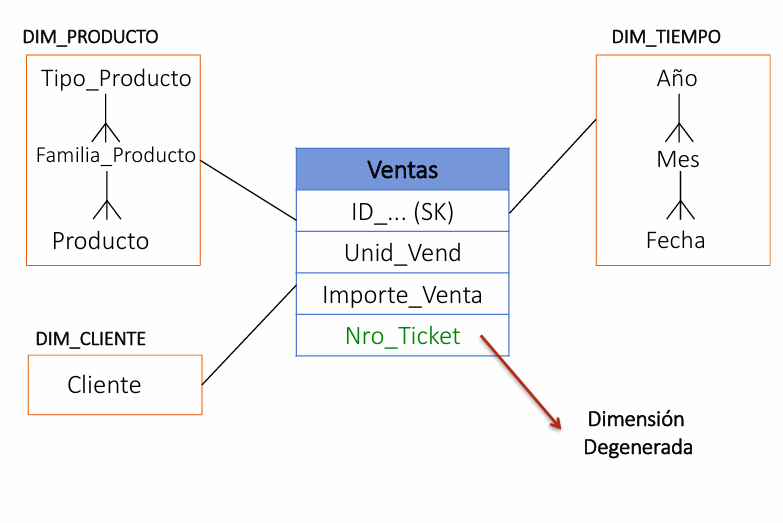 DIM_PRODUCTO
Tipo_Producto
Familia_Producto
Producto
DIM_CLIENTE
Cliente
Ventas
ID_... (SK)
Unid_Vend
Importe_Venta
Nro_Ticket
DIM_TIEMPO
Año
Mes
Fecha
Dimensión
Degenerada